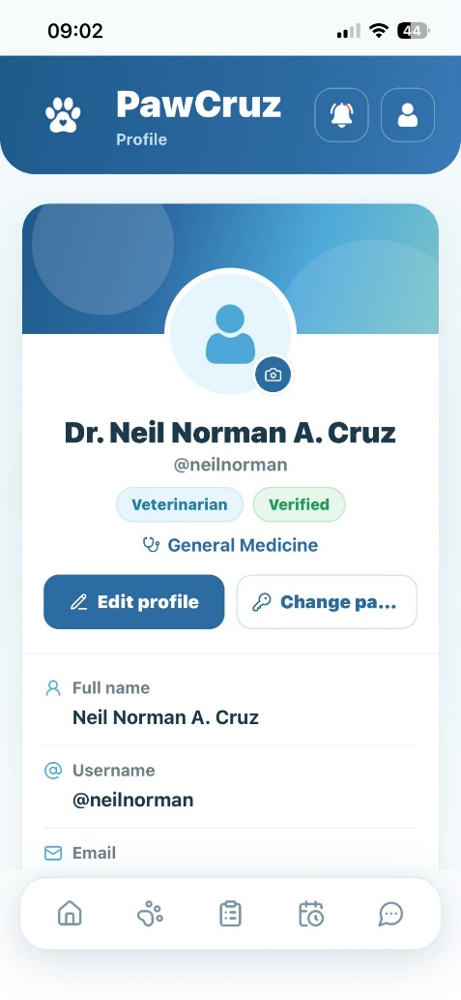 09:02
44
PawCruz
Profile
Dr. Neil Norman A. Cruz
@neilnorman
Veterinarian Verified
General Medicine
Edit profile Change pa...
Full name
Neil Norman A. Cruz
Username
@neilnorman
Email